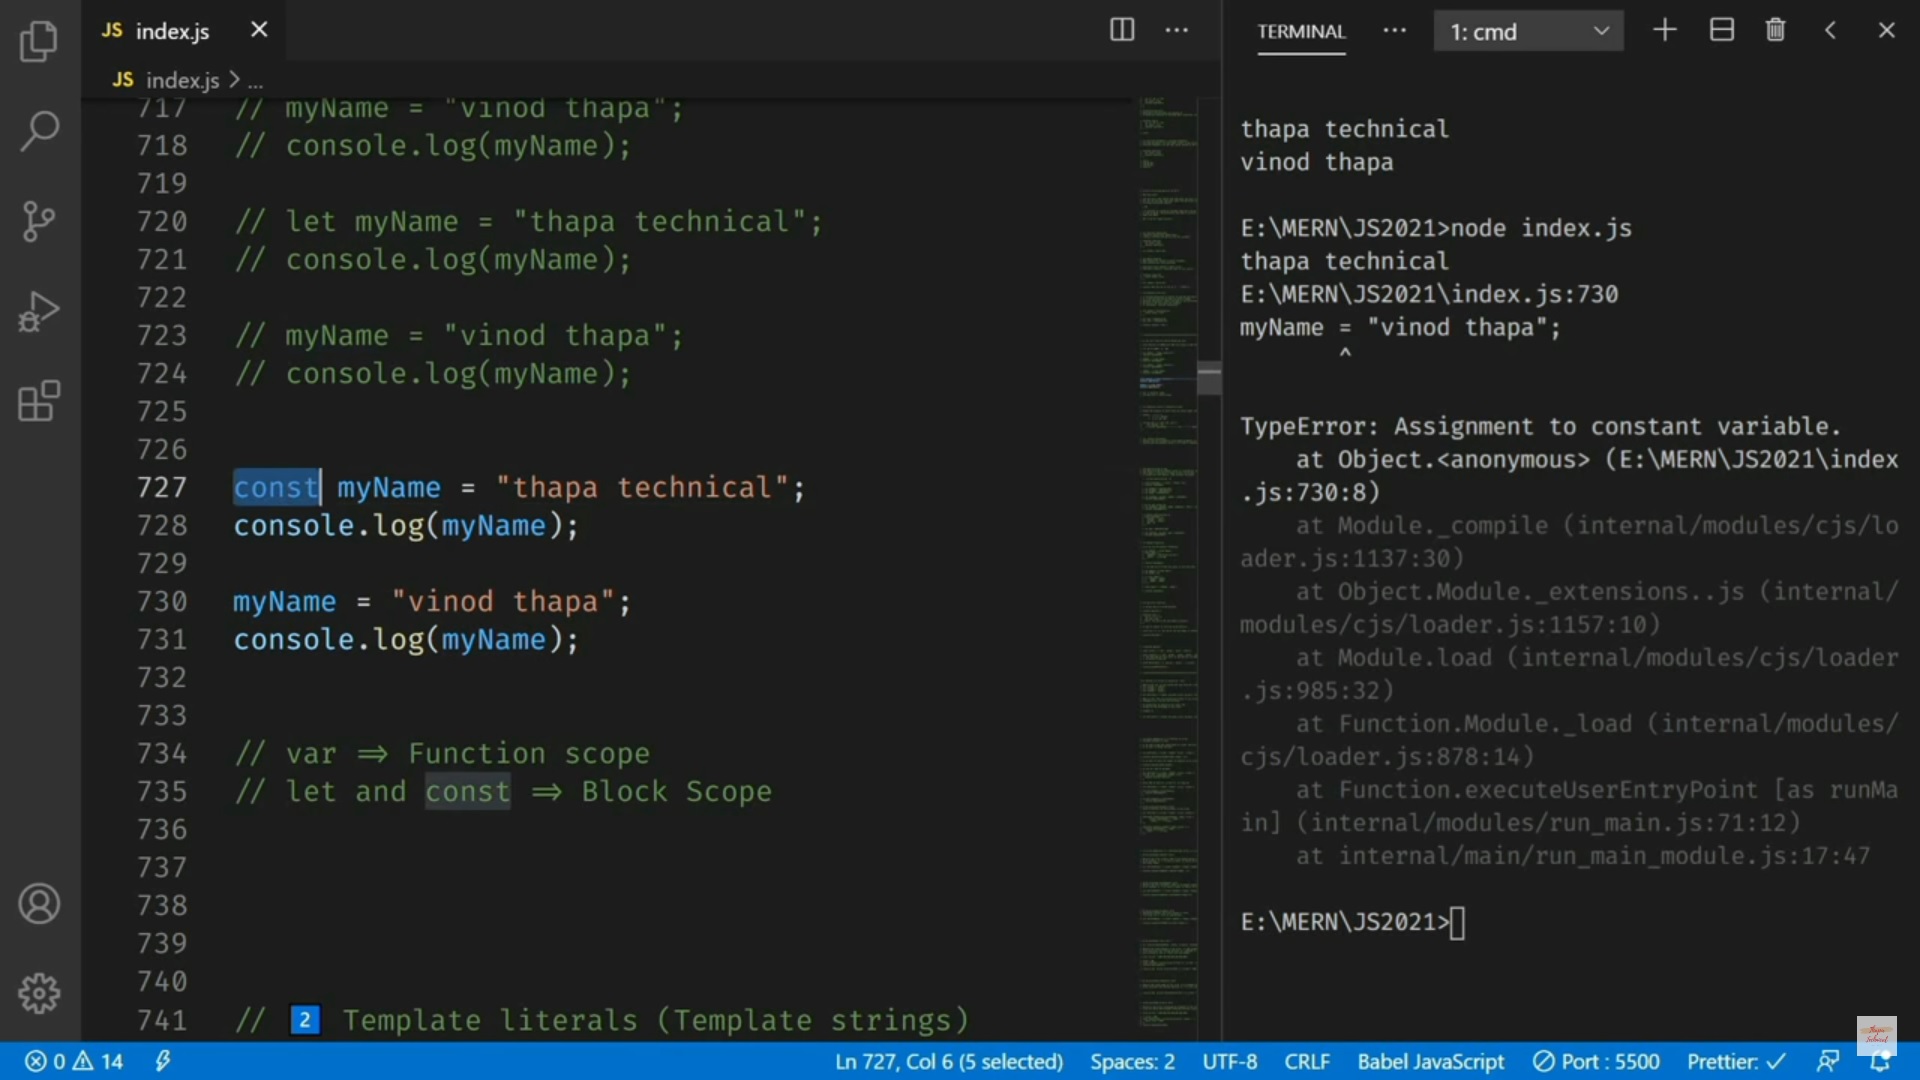 JS index.js
TERMINAL
1: cmd
JS index.js > ...
717 // myName = "vinod thapa";
718 // console.log(myName);
719
720 // let myName = "thapa technical";
721 // console.log(myName);
722
723 // myName = "vinod thapa";
724 // console.log(myName);
725
726
727 const myName = "thapa technical";
728 console.log(myName);
729
730 myName = "vinod thapa";
731 console.log(myName);
732
733
734 // var => Function scope
735 // let and const => Block Scope
736
737
738
739
740
741 // 2 Template literals (Template strings)
thapa technical
vinod thapa
E:\MERN\JS2021>node index.js
thapa technical
E:\MERN\JS2021\index.js:730
myName = "vinod thapa";
^
TypeError: Assignment to constant variable.
at Object.<anonymous> (E:\MERN\JS2021\index
.js:730:8)
at Module._compile (internal/modules/cjs/lo
ader.js:1137:30)
at Object.Module._extensions..js (internal/
modules/cjs/loader.js:1157:10)
at Module.load (internal/modules/cjs/loader
.js:985:32)
at Function.Module._load (internal/modules/
cjs/loader.js:878:14)
at Function.executeUserEntryPoint [as runMa
in] (internal/modules/run_main.js:71:12)
at internal/main/run_main_module.js:17:47
E:\MERN\JS2021>
0 14 Ln 727, Col 6 (5 selected) Spaces: 2 UTF-8 CRLF Babel JavaScript Port : 5500 Prettier: ✓